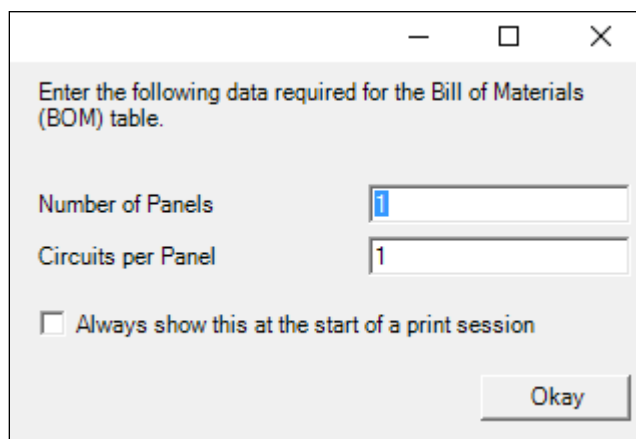 Enter the following data required for the Bill of Materials
(BOM) table.
Number of Panels 1
Circuits per Panel 1
Always show this at the start of a print session
Okay